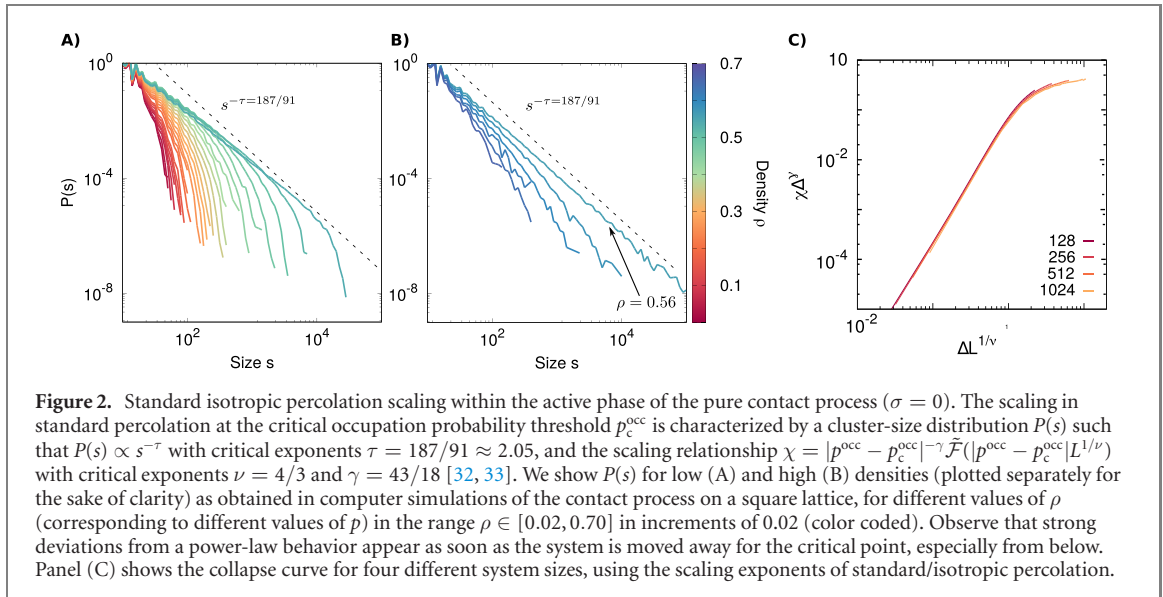 A)
B)
C)
10^0
10^-4
10^-8
P(s)
s^{−τ=187/91}
10^2
10^4
Size s
10^0
10^-4
10^-8
s^{−τ=187/91}
ρ = 0.56
10^2
10^4
Size s
0.7
0.5
0.3
0.1
Density ρ
10
10^-2
10^-4
χΔ^γ
128
256
512
1024
10^-2
ΔL^{1/ν}
Figure 2. Standard isotropic percolation scaling within the active phase of the pure contact process (σ = 0). The scaling in
standard percolation at the critical occupation probability threshold p_c^occ is characterized by a cluster-size distribution P(s) such
that P(s) ∝ s^{−τ} with critical exponents τ = 187/91 ≈ 2.05, and the scaling relationship χ = |p^occ − p_c^occ|^{−γ} F̃(|p^occ − p_c^occ|L^{1/ν})
with critical exponents ν = 4/3 and γ = 43/18 [32, 33]. We show P(s) for low (A) and high (B) densities (plotted separately for
the sake of clarity) as obtained in computer simulations of the contact process on a square lattice, for different values of ρ
(corresponding to different values of p) in the range ρ ∈ [0.02, 0.70] in increments of 0.02 (color coded). Observe that strong
deviations from a power-law behavior appear as soon as the system is moved away for the critical point, especially from below.
Panel (C) shows the collapse curve for four different system sizes, using the scaling exponents of standard/isotropic percolation.